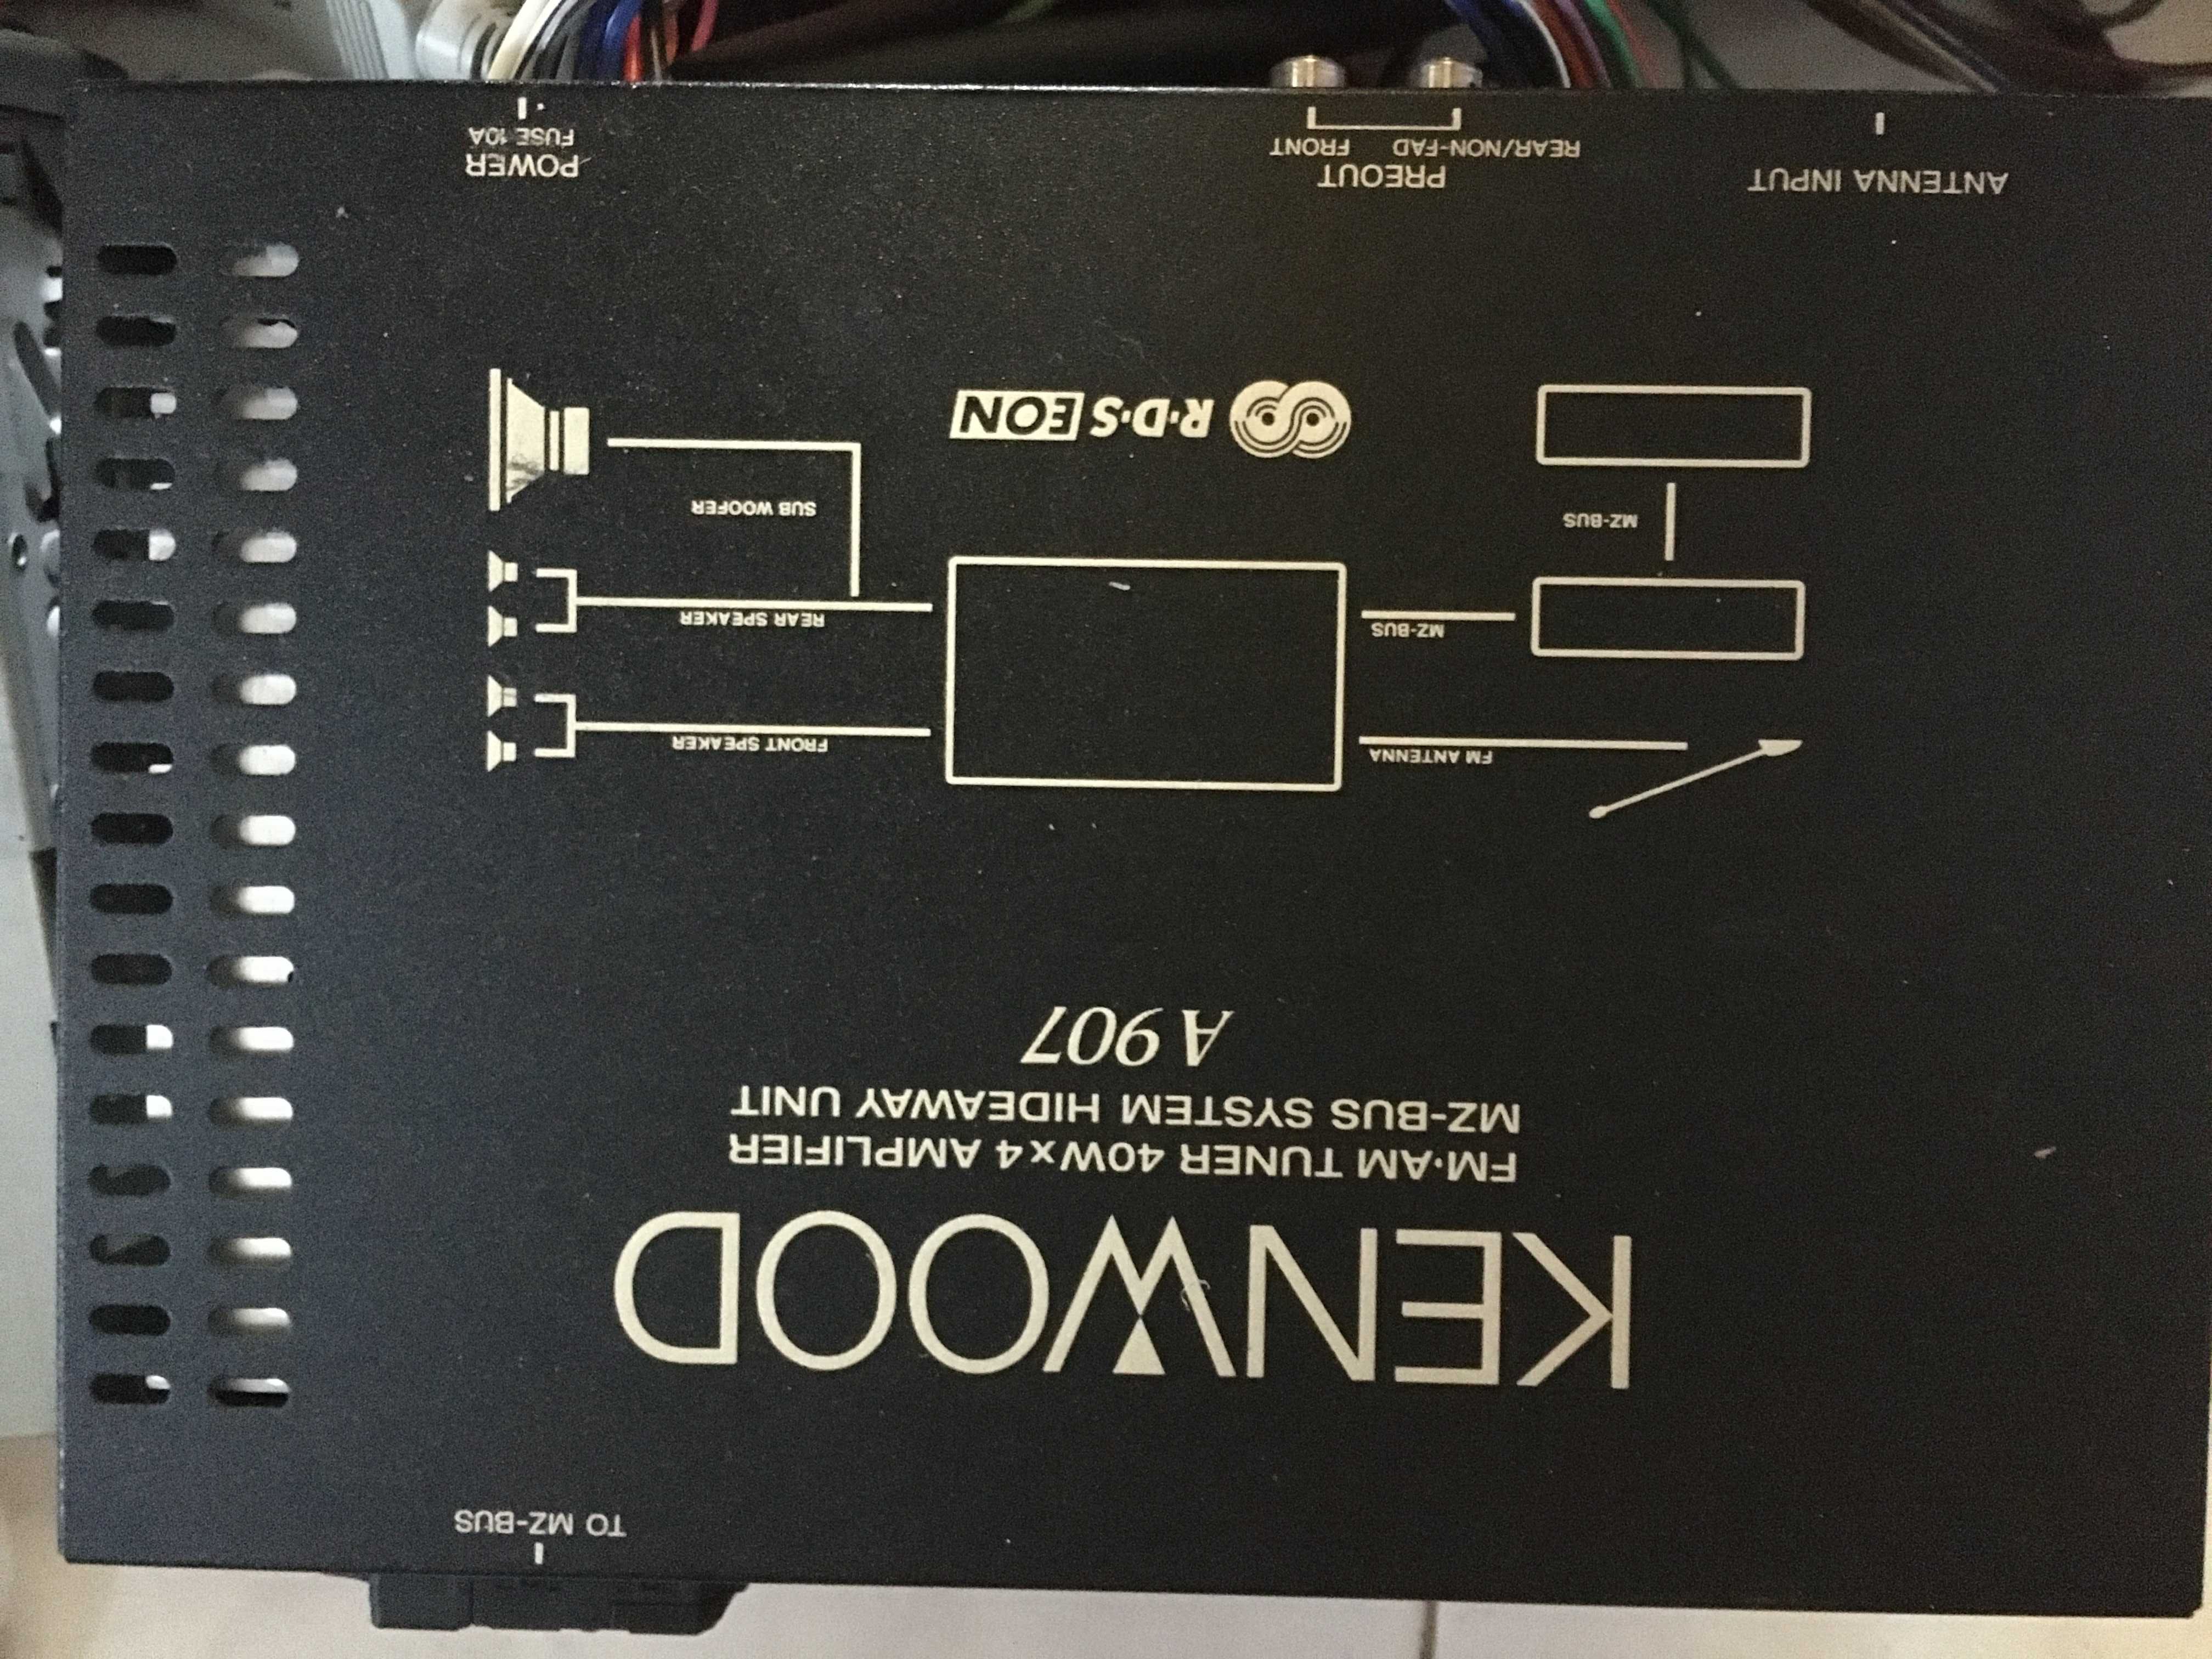 TO MZ-BUS
KENWOOD
FM·AM TUNER 40W×4 AMPLIFIER
MZ-BUS SYSTEM HIDEAWAY UNIT
A 907
FM ANTENNA
FRONT SPEAKER
MZ-BUS
REAR SPEAKER
MZ-BUS
SUB WOOFER
R·D·S EON
ANTENNA INPUT
PREOUT
REAR/NON-FAD FRONT
POWER
FUSE 10A